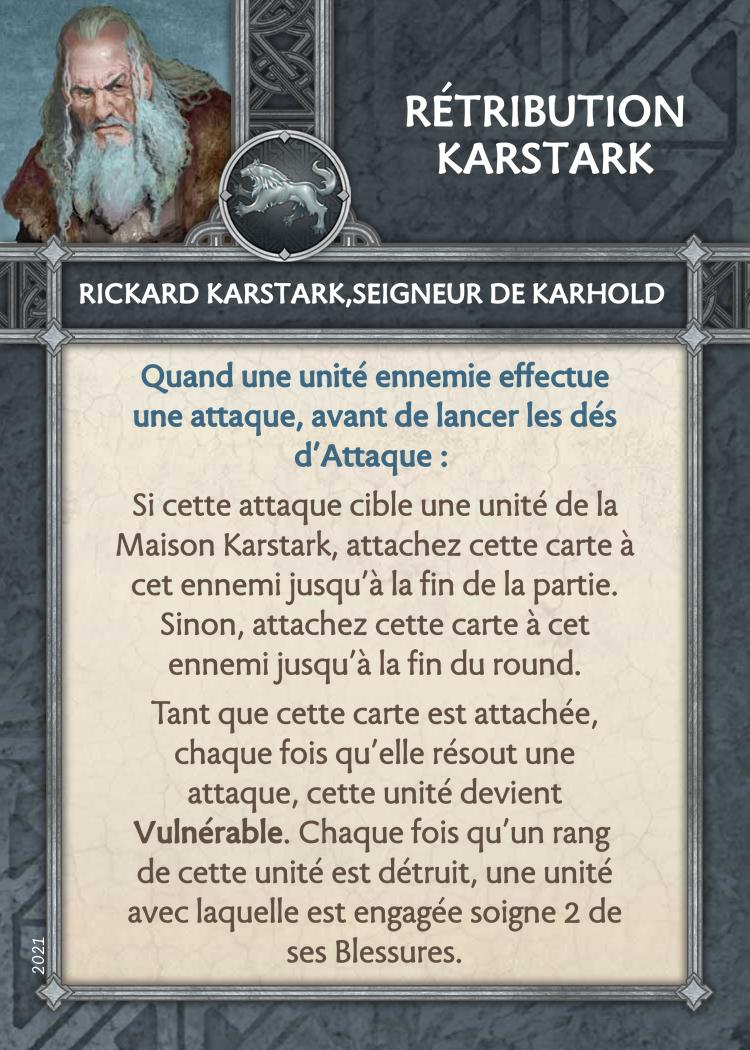 RÉTRIBUTION
KARSTARK
RICKARD KARSTARK,SEIGNEUR DE KARHOLD
Quand une unité ennemie effectue
une attaque, avant de lancer les dés
d’Attaque :
Si cette attaque cible une unité de la
Maison Karstark, attachez cette carte à
cet ennemi jusqu’à la fin de la partie.
Sinon, attachez cette carte à cet
ennemi jusqu’à la fin du round.
Tant que cette carte est attachée,
chaque fois qu’elle résout une
attaque, cette unité devient
Vulnérable. Chaque fois qu’un rang
de cette unité est détruit, une unité
avec laquelle est engagée soigne 2 de
ses Blessures.
2021